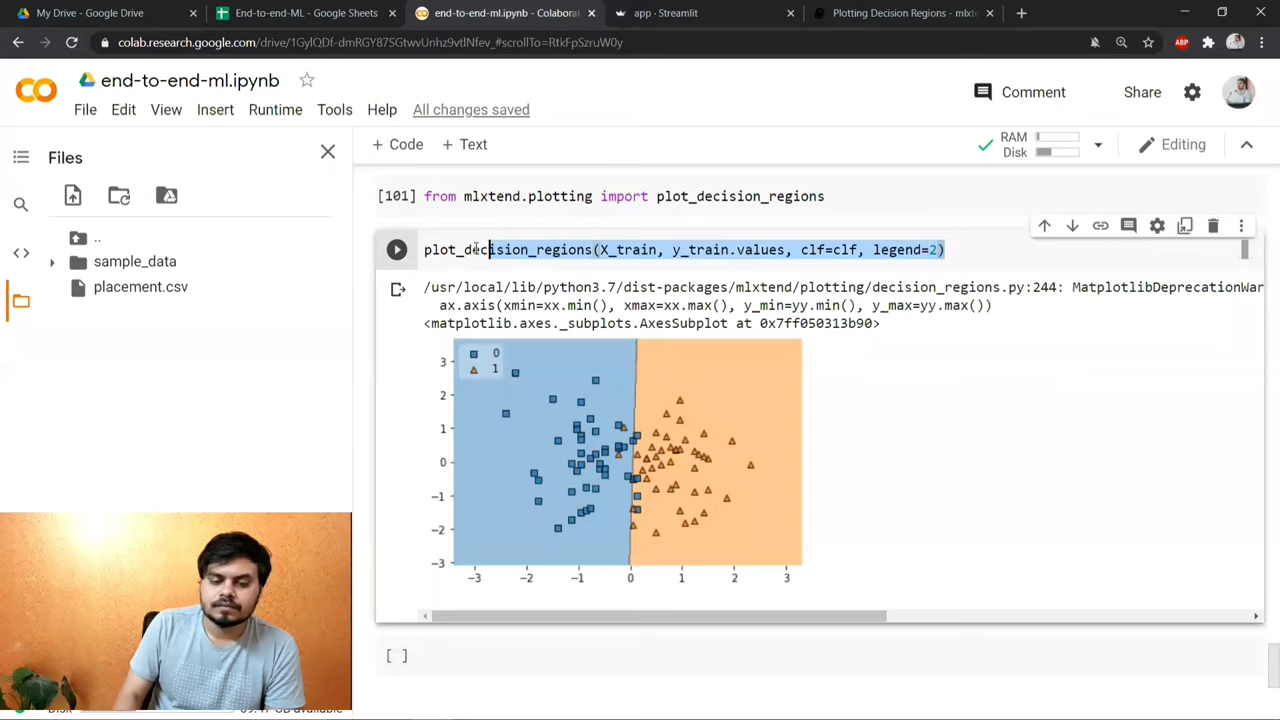 My Drive - Google Drive
End-to-end-ML - Google Sheets
end-to-end-ml.ipynb - Colabora
app · Streamlit
Plotting Decision Regions - mlxte
colab.research.google.com/drive/1GylQDf-dmRGY87SGtwvUnhz9vtlNfev_#scrollTo=RtkFpSzruW0y
ABP
end-to-end-ml.ipynb
Comment
Share
File Edit View Insert Runtime Tools Help All changes saved
Files
+ Code + Text
RAM
Disk
Editing
..
sample_data
placement.csv
[101] from mlxtend.plotting import plot_decision_regions
plot_decision_regions(X_train, y_train.values, clf=clf, legend=2)
/usr/local/lib/python3.7/dist-packages/mlxtend/plotting/decision_regions.py:244: MatplotlibDeprecationWar
ax.axis(xmin=xx.min(), xmax=xx.max(), y_min=yy.min(), y_max=yy.max())
<matplotlib.axes._subplots.AxesSubplot at 0x7ff050313b90>
0
1
3
2
1
0
−1
−2
−3
−3 −2 −1 0 1 2 3
[ ]